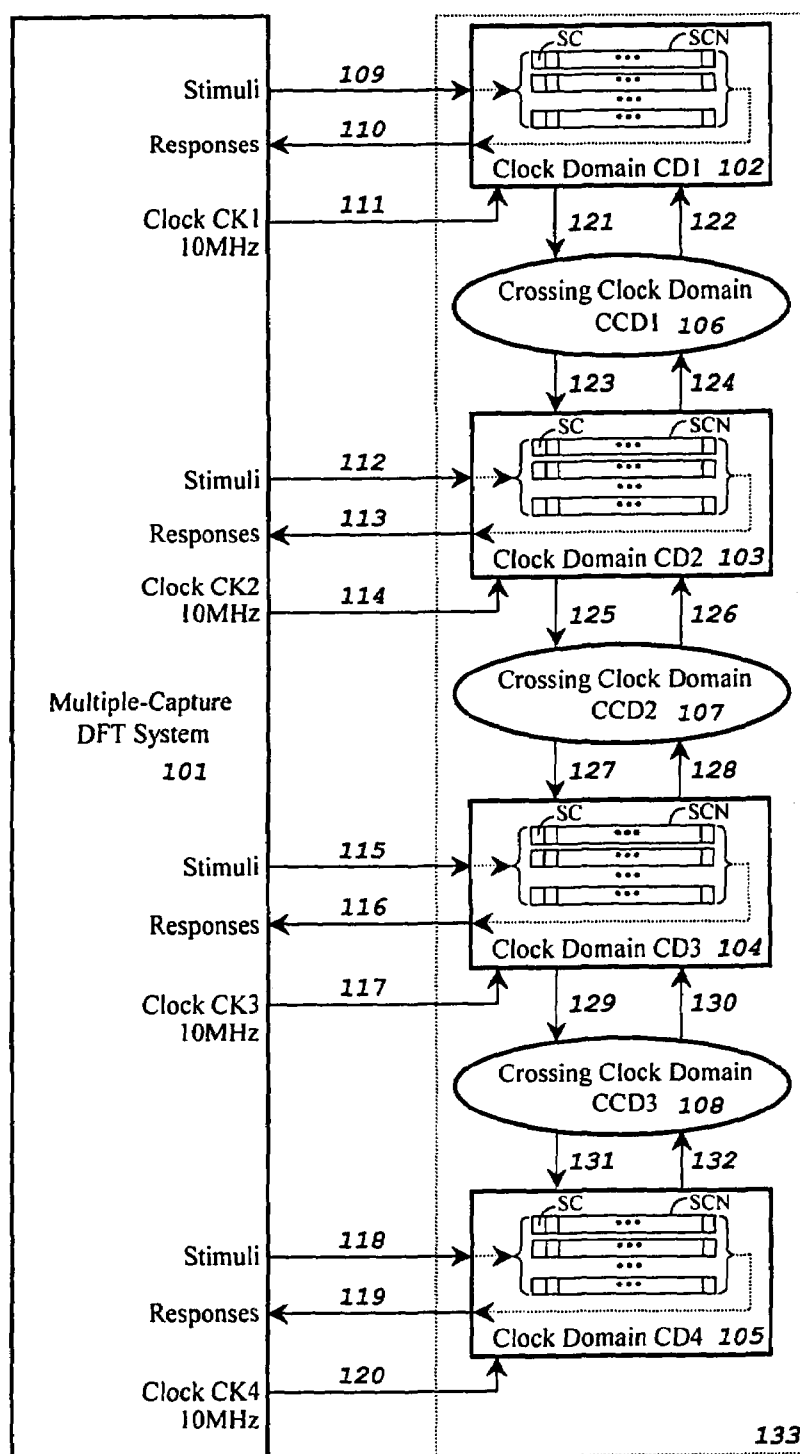 SC SCN
Stimuli 109
Responses 110
Clock Domain CD1 102
Clock CK1 111
10MHz
121 122
Crossing Clock Domain
CCD1 106
123 124
SC SCN
Stimuli 112
Responses 113
Clock Domain CD2 103
Clock CK2 114
10MHz
125 126
Crossing Clock Domain
CCD2 107
Multiple-Capture
DFT System
101
127 128
SC SCN
Stimuli 115
Responses 116
Clock Domain CD3 104
Clock CK3 117
10MHz
129 130
Crossing Clock Domain
CCD3 108
131 132
SC SCN
Stimuli 118
Responses 119
Clock Domain CD4 105
Clock CK4 120
10MHz
133